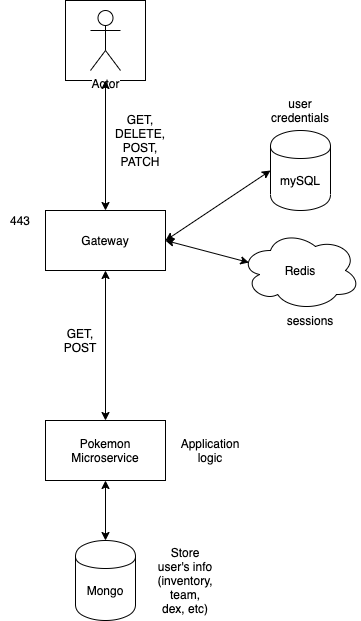 Actor
GET,
DELETE,
POST,
PATCH
user
credentials
mySQL
443
Gateway
Redis
sessions
GET,
POST
Pokemon
Microservice
Application
logic
Mongo
Store
user's info
(inventory,
team,
dex, etc)